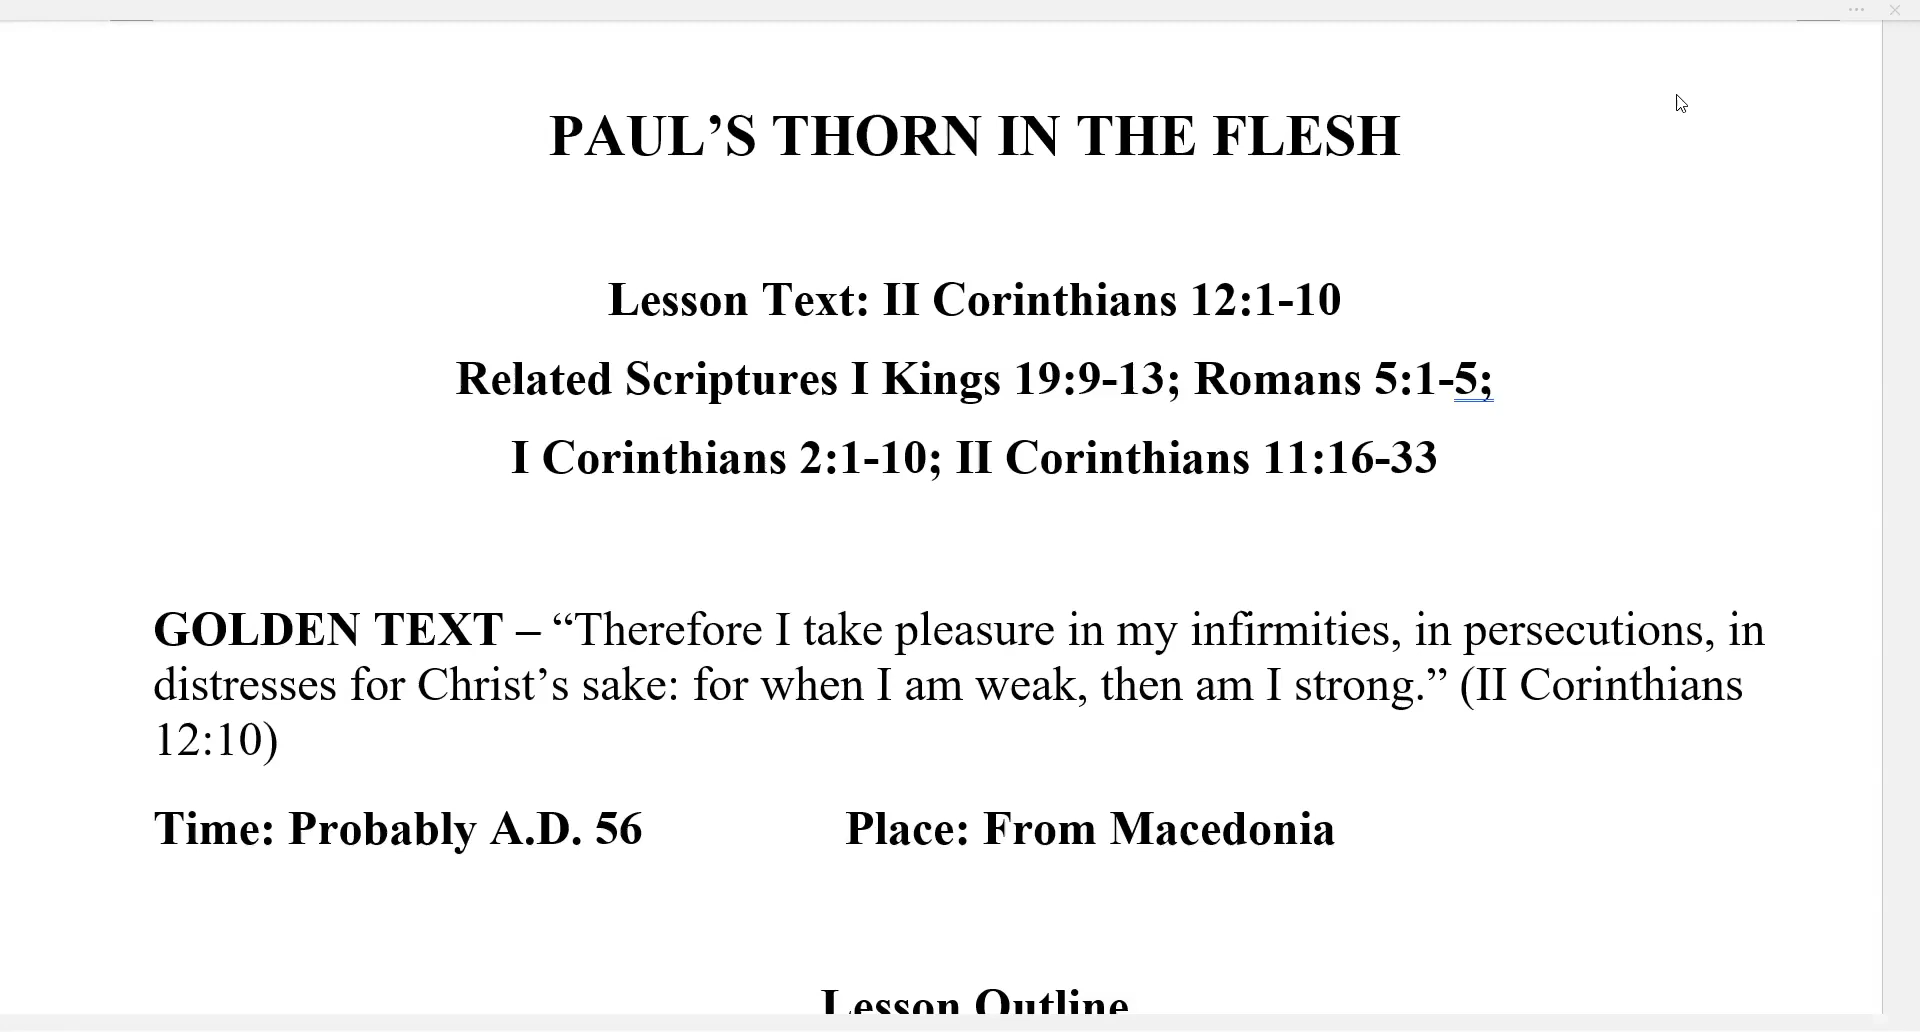 PAUL’S THORN IN THE FLESH
Lesson Text: II Corinthians 12:1-10
Related Scriptures I Kings 19:9-13; Romans 5:1-5;
I Corinthians 2:1-10; II Corinthians 11:16-33
GOLDEN TEXT – “Therefore I take pleasure in my infirmities, in persecutions, in
distresses for Christ’s sake: for when I am weak, then am I strong.” (II Corinthians
12:10)
Time: Probably A.D. 56 Place: From Macedonia
Lesson Outline